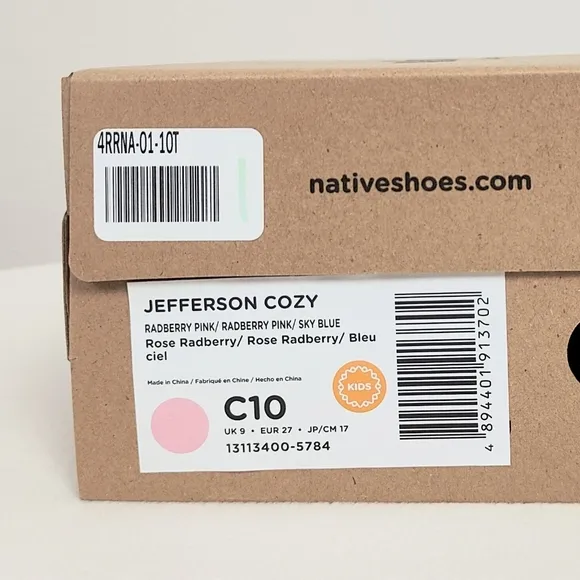 4RRNA-01-10T
nativeshoes.com
JEFFERSON COZY
RADBERRY PINK/ RADBERRY PINK/ SKY BLUE
Rose Radberry/ Rose Radberry/ Bleu
ciel
Made in China / Fabriqué en Chine / Hecho en China
KIDS
C10
UK 9 • EUR 27 • JP/CM 17
13113400-5784
4 894401 913702